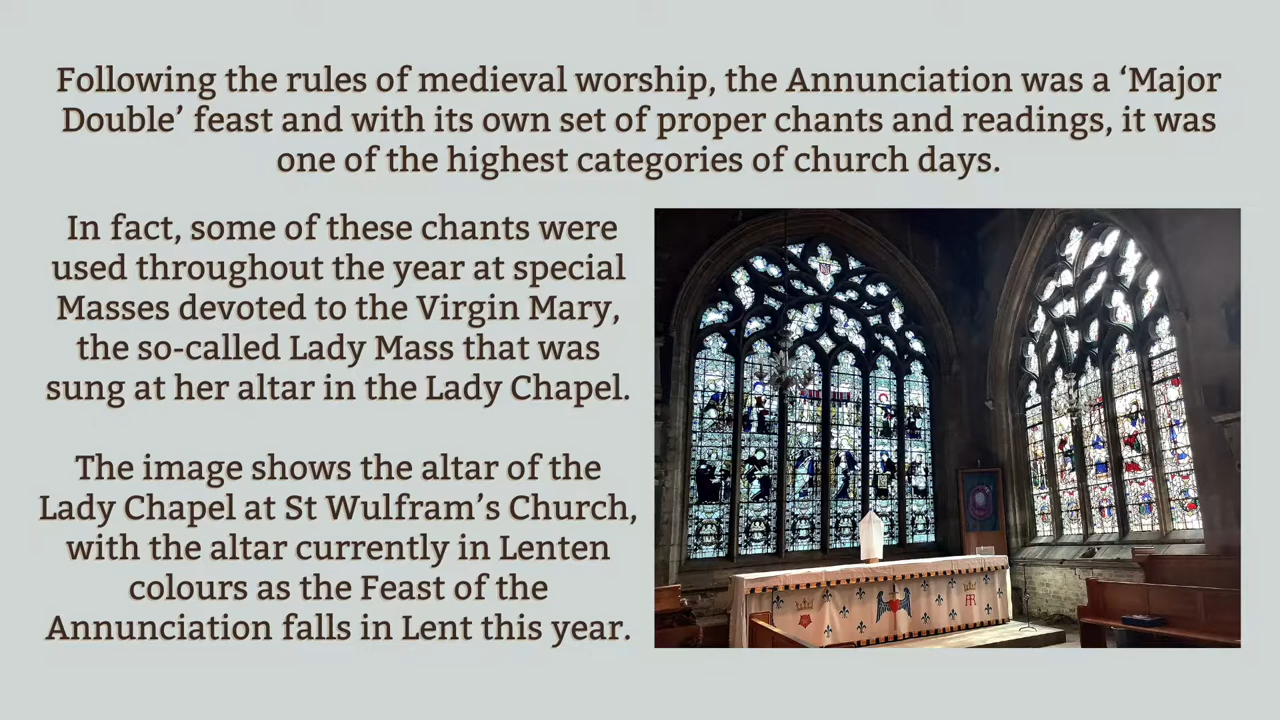 Following the rules of medieval worship, the Annunciation was a ‘Major
Double’ feast and with its own set of proper chants and readings, it was
one of the highest categories of church days.
In fact, some of these chants were
used throughout the year at special
Masses devoted to the Virgin Mary,
the so-called Lady Mass that was
sung at her altar in the Lady Chapel.
The image shows the altar of the
Lady Chapel at St Wulfram’s Church,
with the altar currently in Lenten
colours as the Feast of the
Annunciation falls in Lent this year.